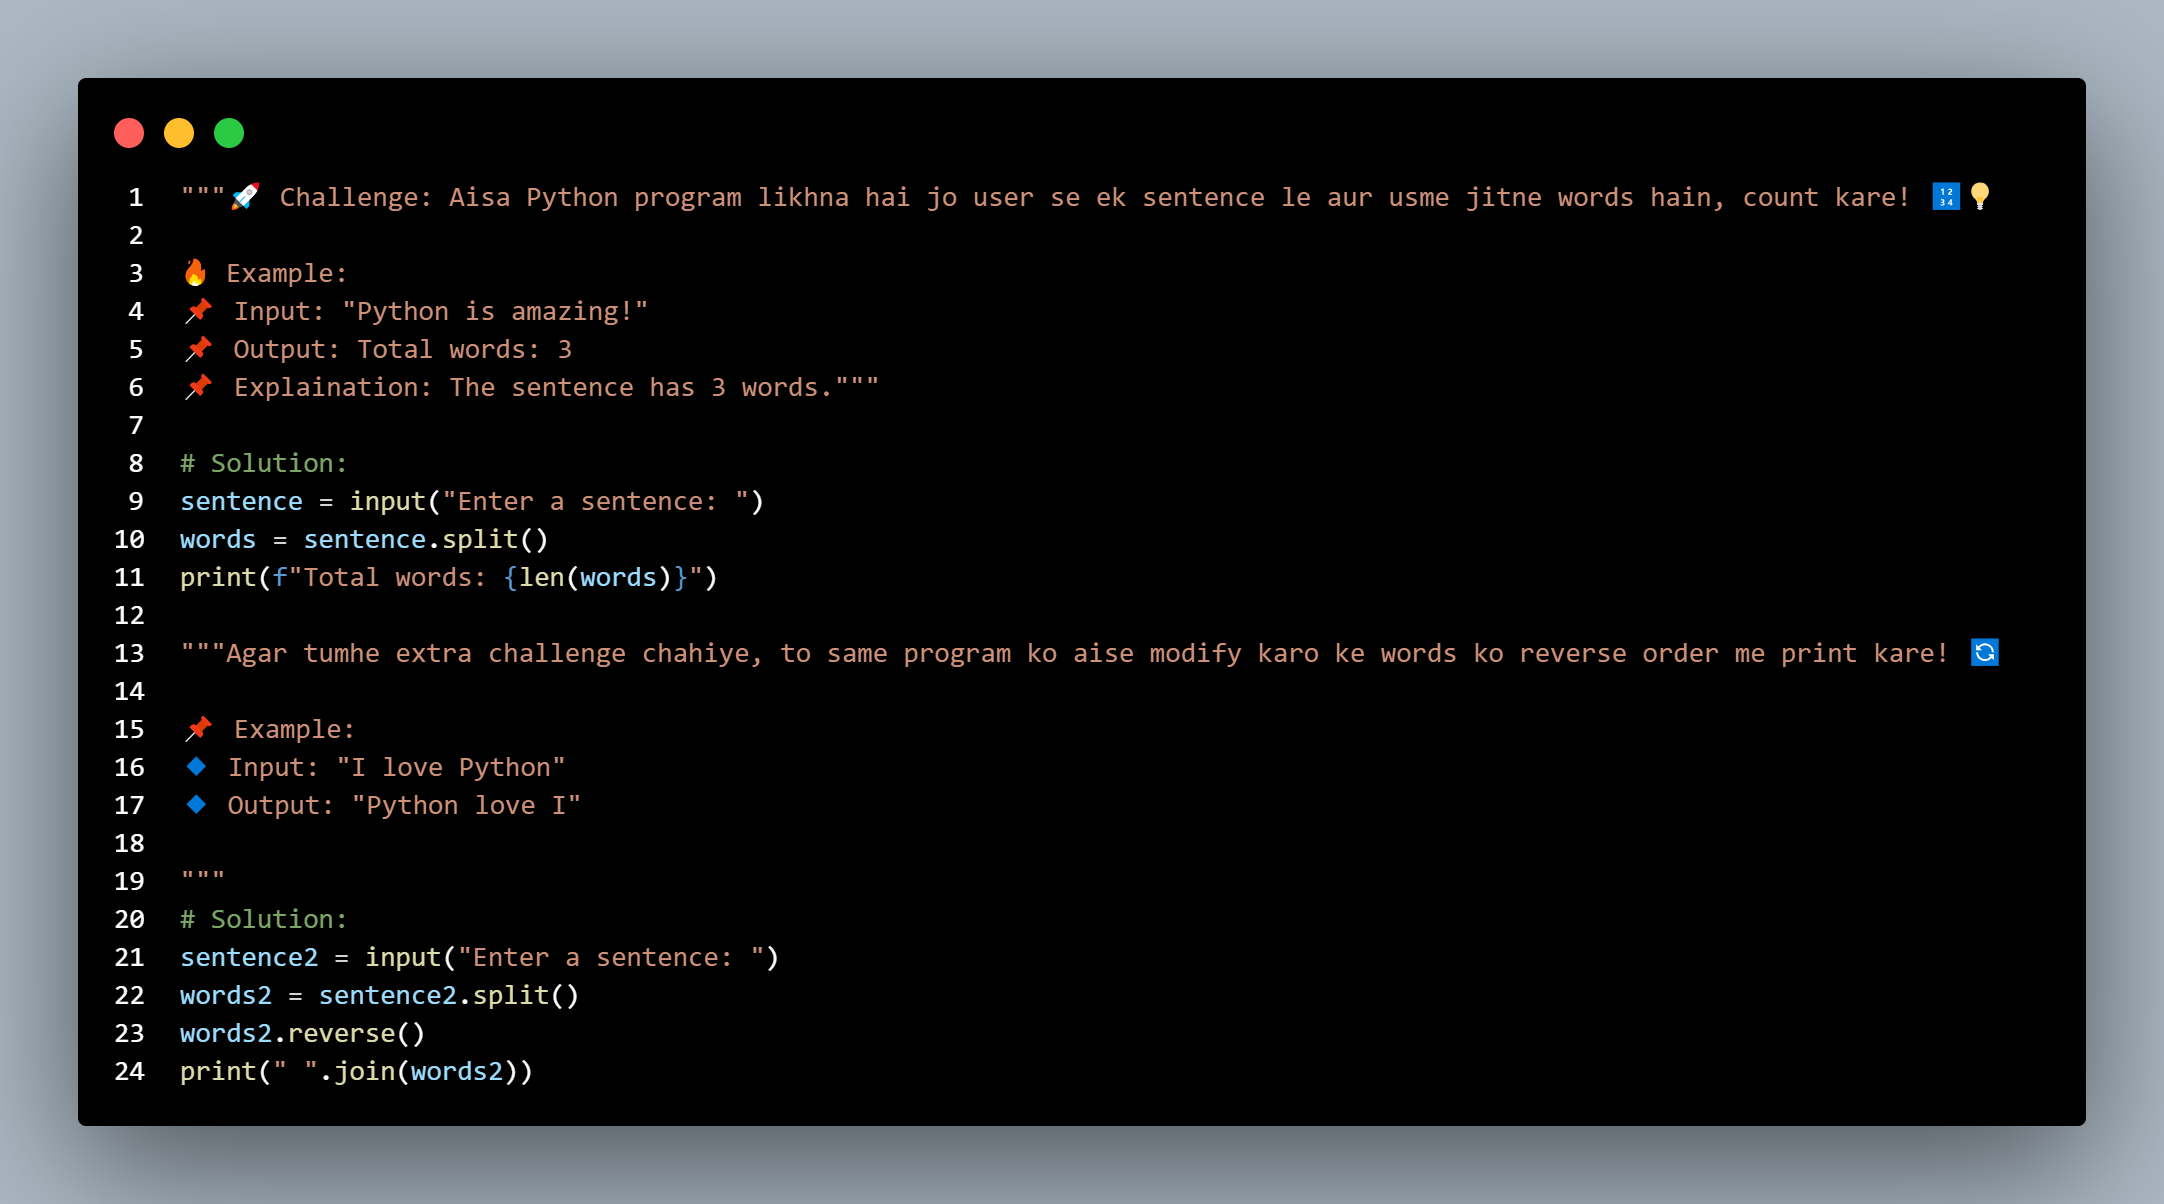 1 """🚀 Challenge: Aisa Python program likhna hai jo user se ek sentence le aur usme jitne words hain, count kare! 🔢💡
2
3 🔥 Example:
4 📌 Input: "Python is amazing!"
5 📌 Output: Total words: 3
6 📌 Explaination: The sentence has 3 words."""
7
8 # Solution:
9 sentence = input("Enter a sentence: ")
10 words = sentence.split()
11 print(f"Total words: {len(words)}")
12
13 """Agar tumhe extra challenge chahiye, to same program ko aise modify karo ke words ko reverse order me print kare! 🔄
14
15 📌 Example:
16 🔹 Input: "I love Python"
17 🔹 Output: "Python love I"
18
19 """
20 # Solution:
21 sentence2 = input("Enter a sentence: ")
22 words2 = sentence2.split()
23 words2.reverse()
24 print(" ".join(words2))